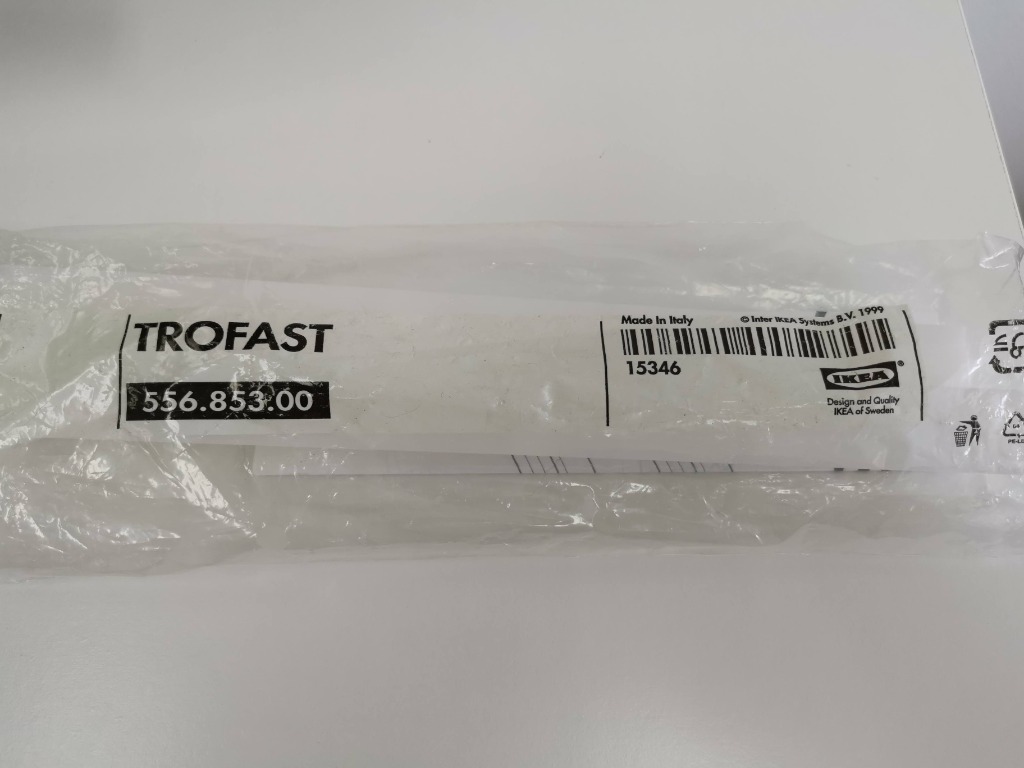 TROFAST
556.853.00
Made In Italy
© Inter IKEA Systems B.V. 1999
15346
IKEA®
Design and Quality
IKEA of Sweden